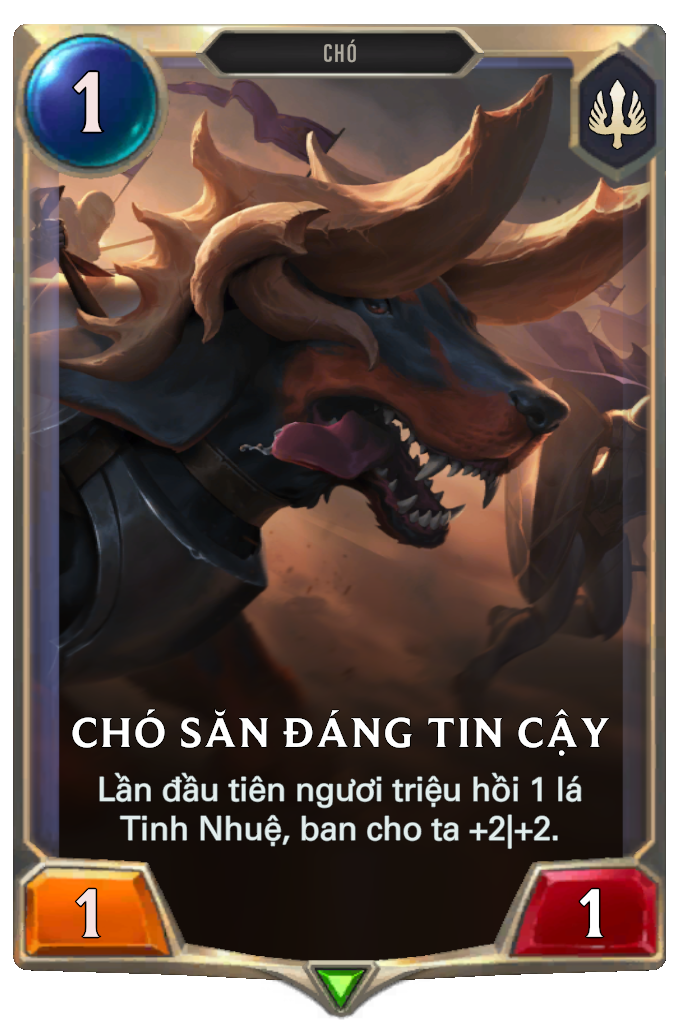 1
CHÓ
CHÓ SĂN ĐÁNG TIN CẬY
Lần đầu tiên ngươi triệu hồi 1 lá
Tinh Nhuệ, ban cho ta +2|+2.
1
1